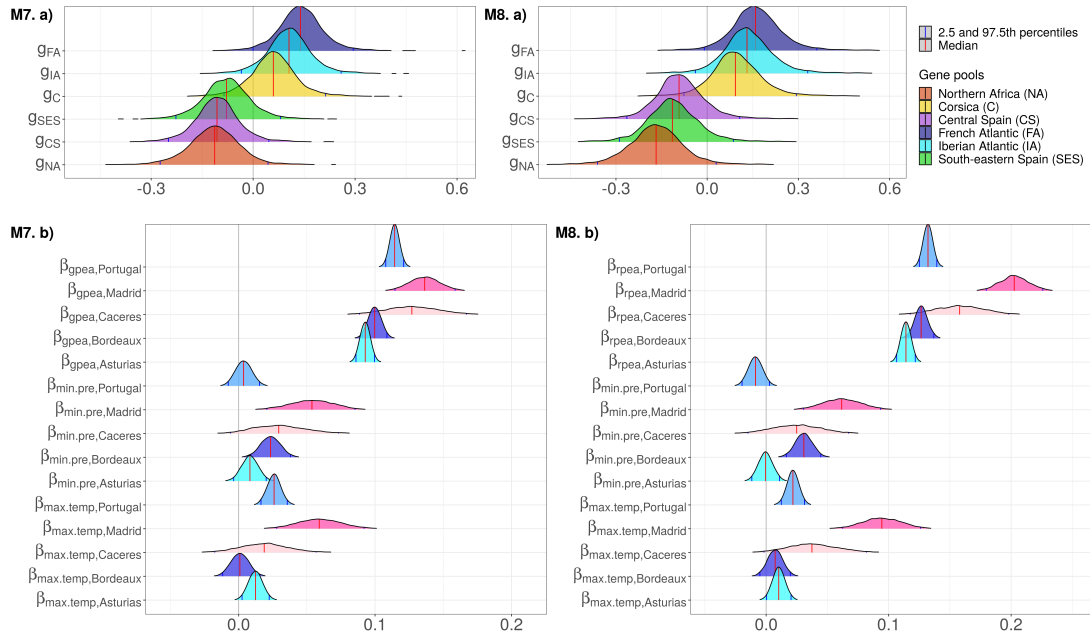 M7. a)
gFA
gIA
gC
gSES
gCS
gNA
-0.3 0.0 0.3 0.6
M8. a)
gFA
gIA
gC
gCS
gSES
gNA
-0.3 0.0 0.3 0.6
2.5 and 97.5th percentiles
Median
Gene pools
Northern Africa (NA)
Corsica (C)
Central Spain (CS)
French Atlantic (FA)
Iberian Atlantic (IA)
South-eastern Spain (SES)
M7. b)
βgpea,Portugal
βgpea,Madrid
βgpea,Caceres
βgpea,Bordeaux
βgpea,Asturias
βmin.pre,Portugal
βmin.pre,Madrid
βmin.pre,Caceres
βmin.pre,Bordeaux
βmin.pre,Asturias
βmax.temp,Portugal
βmax.temp,Madrid
βmax.temp,Caceres
βmax.temp,Bordeaux
βmax.temp,Asturias
0.0 0.1 0.2
M8. b)
βrpea,Portugal
βrpea,Madrid
βrpea,Caceres
βrpea,Bordeaux
βrpea,Asturias
βmin.pre,Portugal
βmin.pre,Madrid
βmin.pre,Caceres
βmin.pre,Bordeaux
βmin.pre,Asturias
βmax.temp,Portugal
βmax.temp,Madrid
βmax.temp,Caceres
βmax.temp,Bordeaux
βmax.temp,Asturias
0.0 0.1 0.2